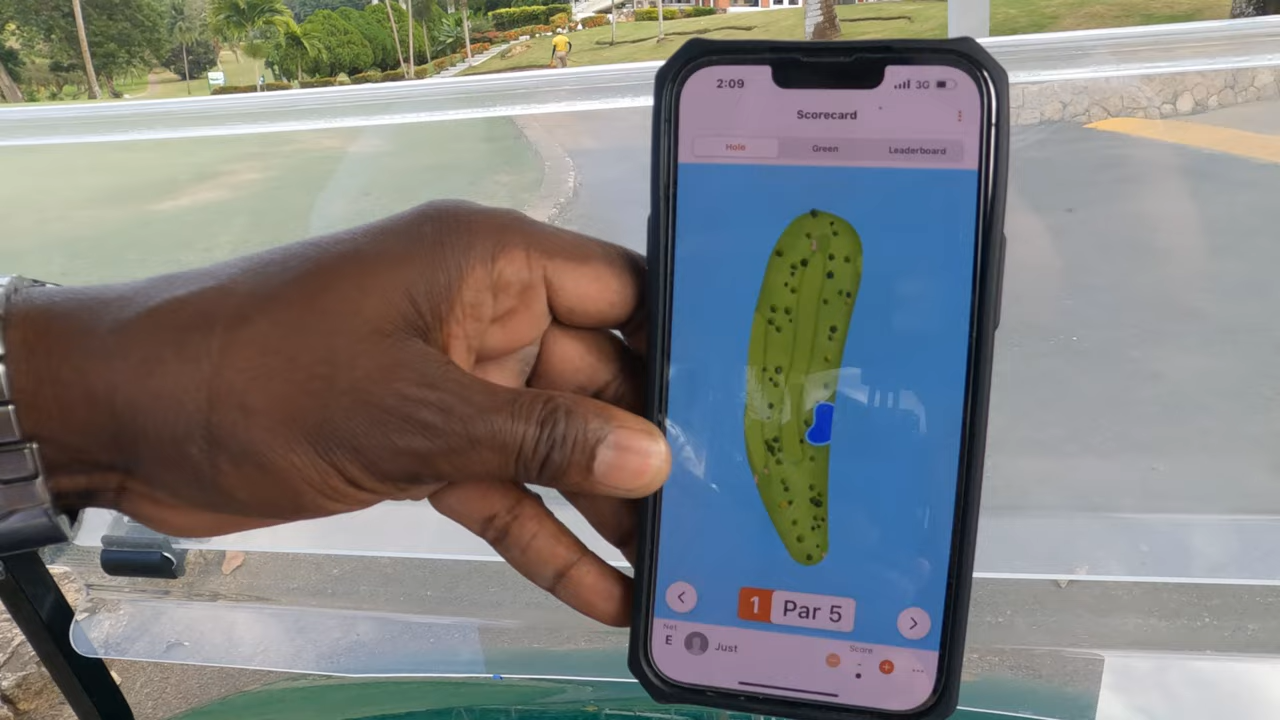 2:09 3G
Scorecard
Hole Green Leaderboard
1 Par 5
Net
E Just
Score